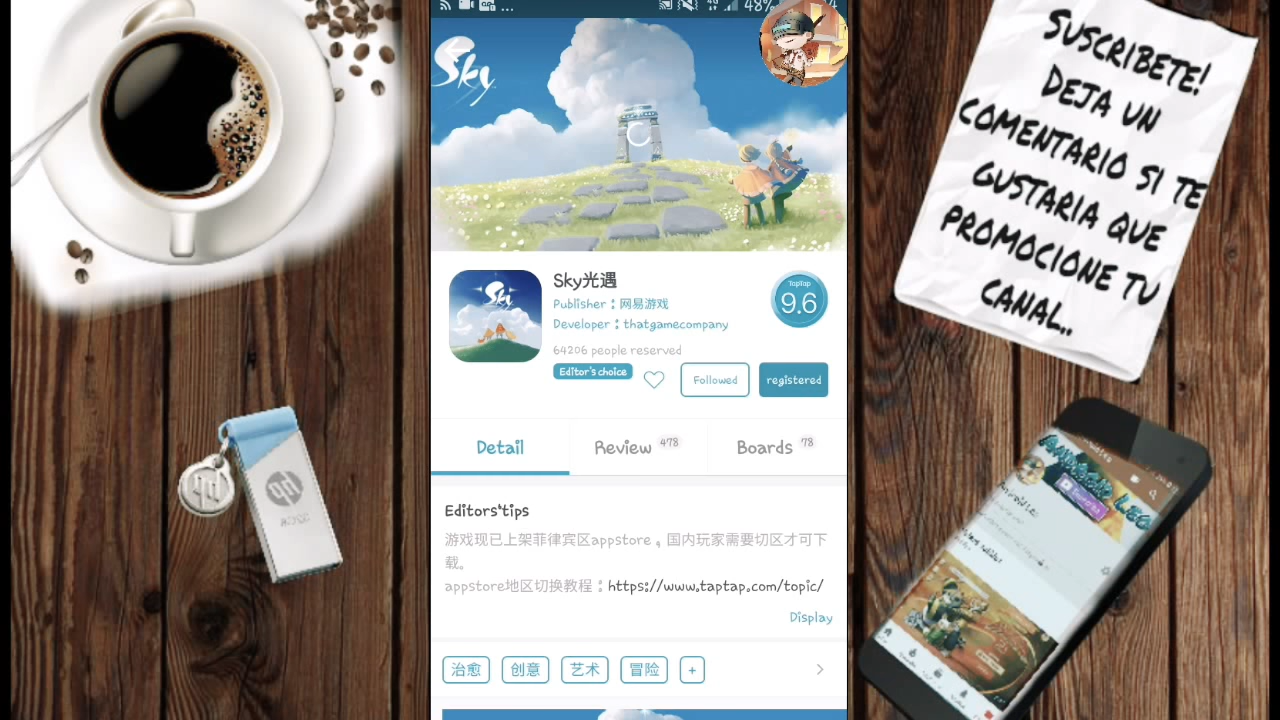 48%
Sky
Sky光遇
Publisher：网易游戏
Developer：thatgamecompany
64206 people reserved
Editor's choice
Followed
registered
TapTap
9.6
Sky
Detail
Review 478
Boards 78
Editors'tips
游戏现已上架菲律宾区appstore，国内玩家需要切区才可下
载。
appstore地区切换教程：https://www.taptap.com/topic/
Display
治愈
创意
艺术
冒险
+
SUSCRIBETE!
DEJA UN
COMENTARIO SI TE
GUSTARIA QUE
PROMOCIONE TU
CANAL..
hp